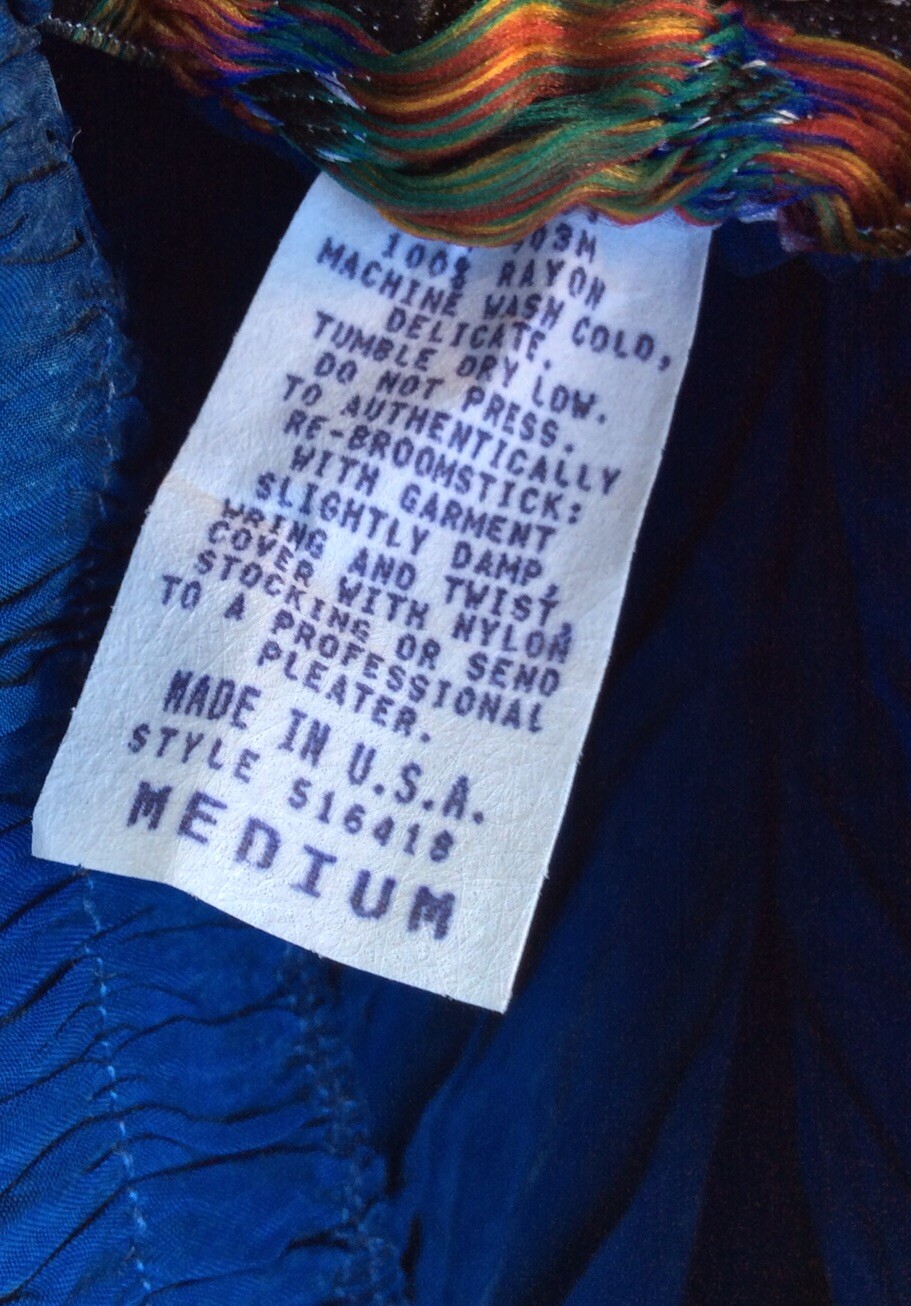 03M
100% RAYON
MACHINE WASH COLD,
DELICATE.
TUMBLE DRY LOW.
DO NOT PRESS.
TO AUTHENTICALLY
RE-BROOMSTICK:
WITH GARMENT
SLIGHTLY DAMP,
WRING AND TWIST,
COVER WITH NYLON
STOCKING OR SEND
TO A PROFESSIONAL
PLEATER.
MADE IN U.S.A.
STYLE 516418
MEDIUM